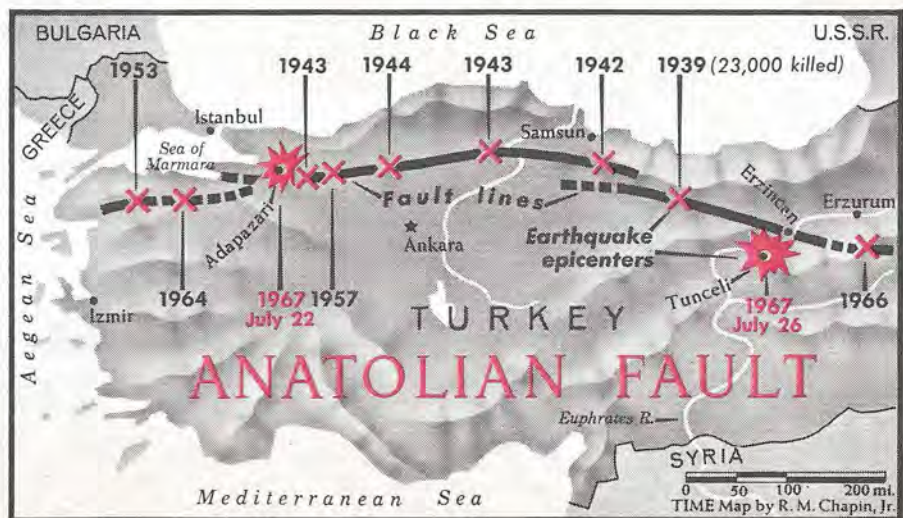 BULGARIA
Black Sea
U.S.S.R.
1953
1943
1944
1943
1942
1939 (23,000 killed)
GREECE
Istanbul
Samsun
Sea of
Marmara
Fault lines
Erzincan
Erzurum
Adapazari
Ankara
Earthquake
epicenters
Aegean Sea
Izmir
1964
1967
July 22
1957
Tunceli
1967
July 26
1966
TURKEY
ANATOLIAN FAULT
Euphrates R.
SYRIA
0 50 100 200 mi.
Mediterranean Sea
TIME Map by R. M. Chapin, Jr.